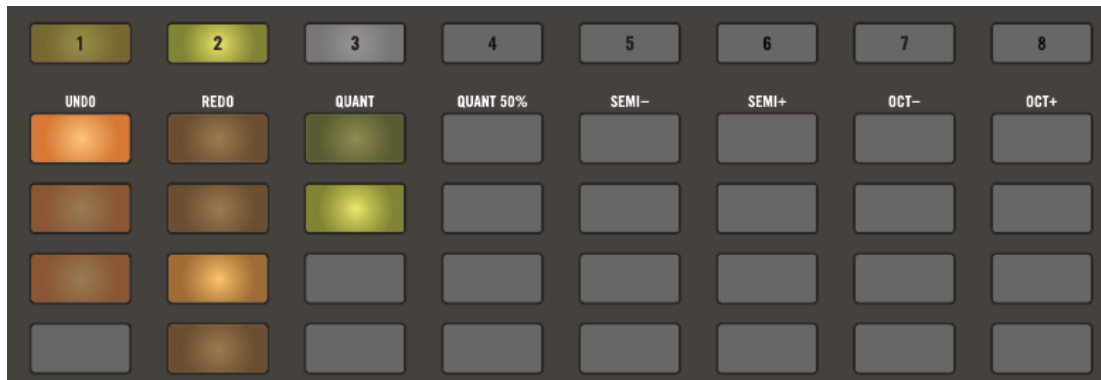 1 2 3 4 5 6 7 8
UNDO REDO QUANT QUANT 50% SEMI– SEMI+ OCT– OCT+